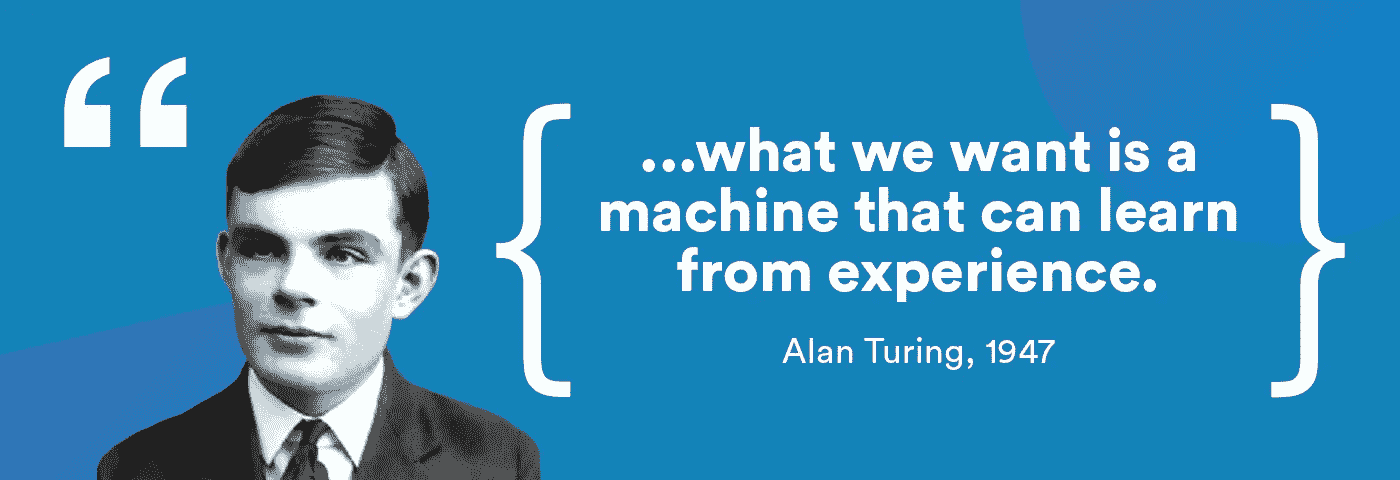 “
{ …what we want is a
machine that can learn
from experience. }
Alan Turing, 1947